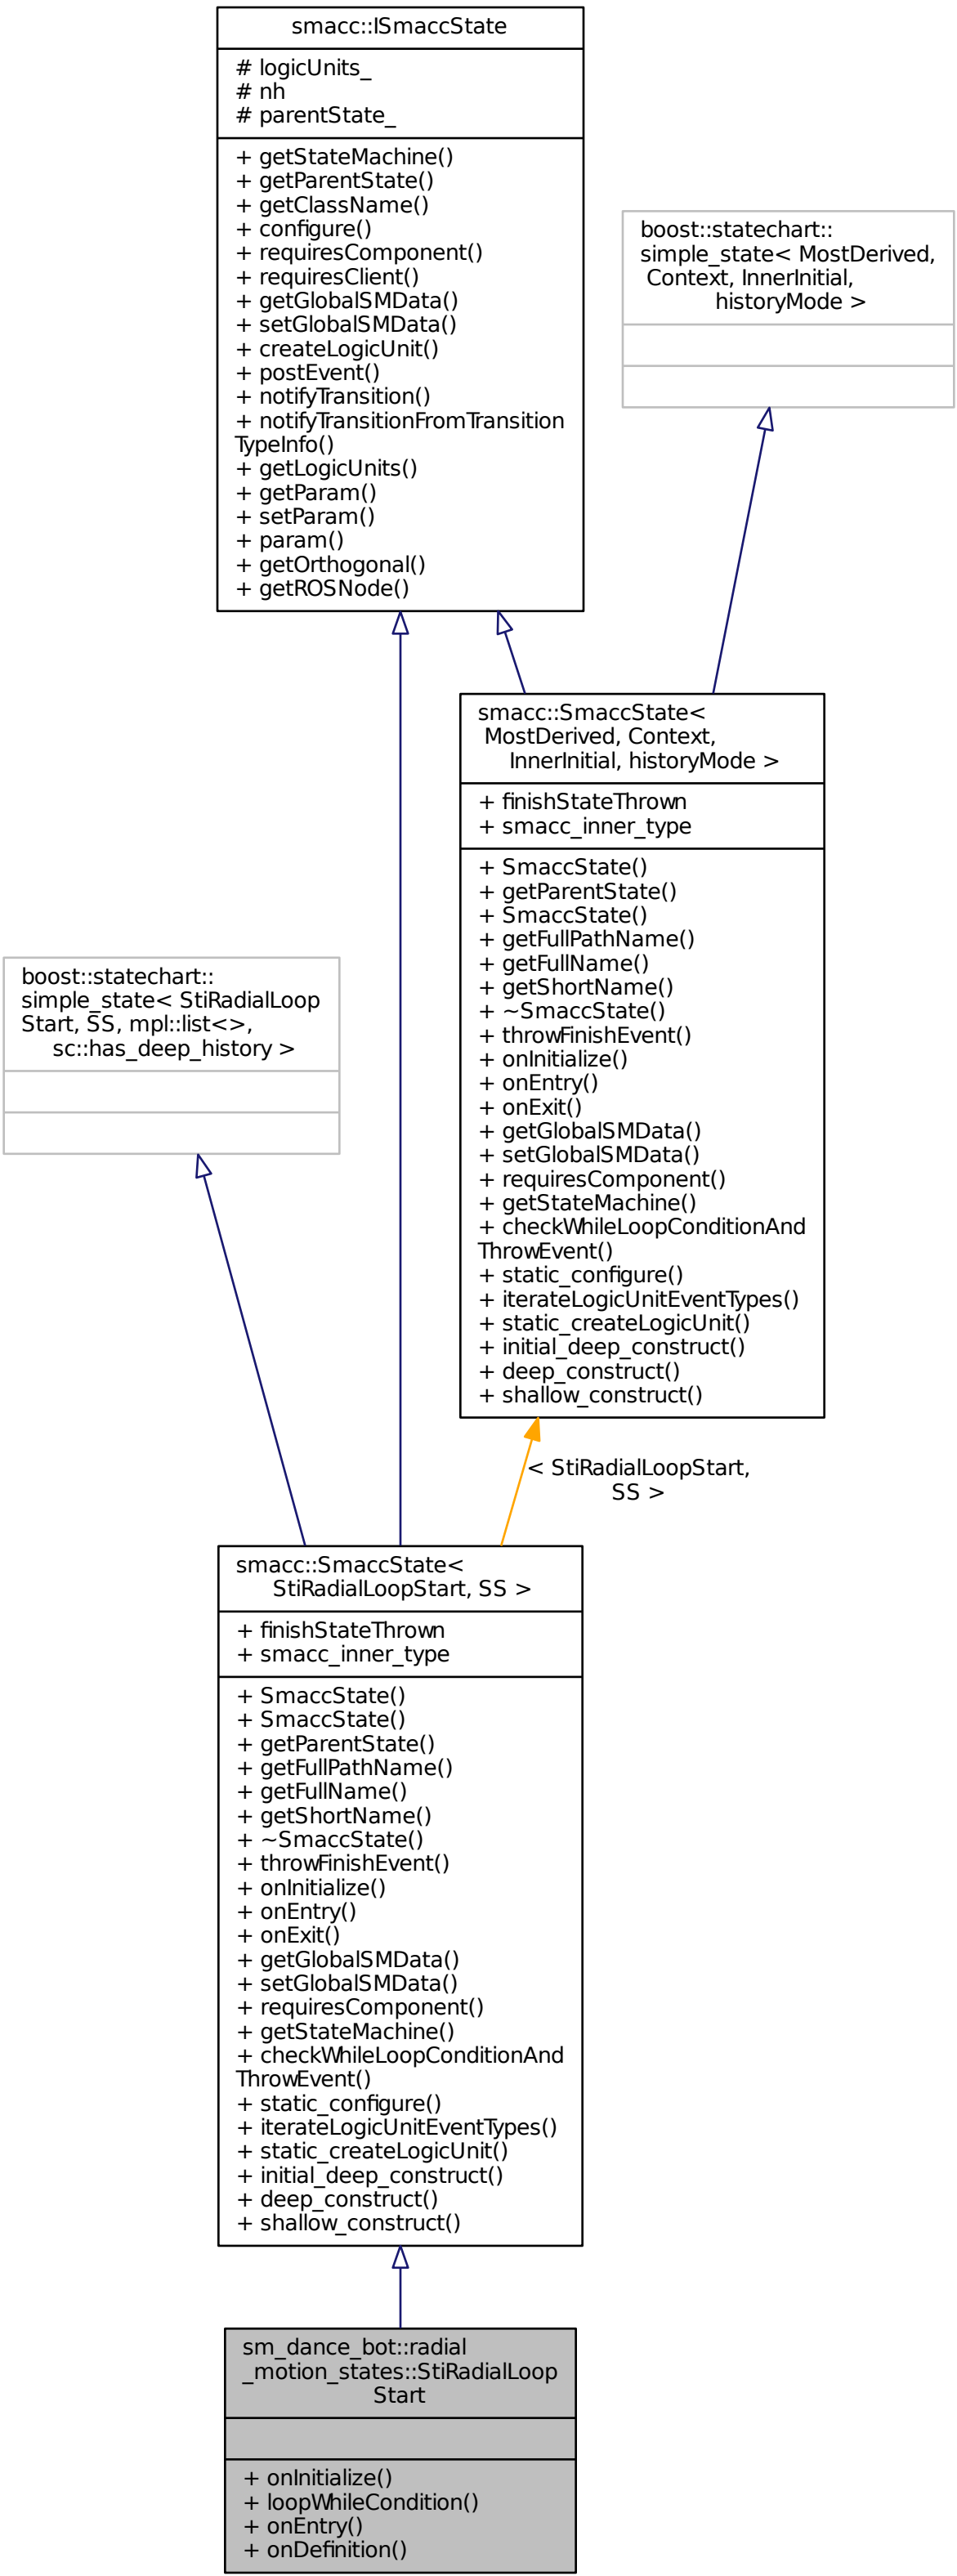 smacc::ISmaccState
# logicUnits_
# nh
# parentState_
+ getStateMachine()
+ getParentState()
+ getClassName()
+ configure()
+ requiresComponent()
+ requiresClient()
+ getGlobalSMData()
+ setGlobalSMData()
+ createLogicUnit()
+ postEvent()
+ notifyTransition()
+ notifyTransitionFromTransition
TypeInfo()
+ getLogicUnits()
+ getParam()
+ setParam()
+ param()
+ getOrthogonal()
+ getROSNode()
boost::statechart::
simple_state< MostDerived,
Context, InnerInitial,
historyMode >
smacc::SmaccState<
MostDerived, Context,
InnerInitial, historyMode >
+ finishStateThrown
+ smacc_inner_type
+ SmaccState()
+ getParentState()
+ SmaccState()
+ getFullPathName()
+ getFullName()
+ getShortName()
+ ~SmaccState()
+ throwFinishEvent()
+ onInitialize()
+ onEntry()
+ onExit()
+ getGlobalSMData()
+ setGlobalSMData()
+ requiresComponent()
+ getStateMachine()
+ checkWhileLoopConditionAnd
ThrowEvent()
+ static_configure()
+ iterateLogicUnitEventTypes()
+ static_createLogicUnit()
+ initial_deep_construct()
+ deep_construct()
+ shallow_construct()
boost::statechart::
simple_state< StiRadialLoop
Start, SS, mpl::list<>,
sc::has_deep_history >
< StiRadialLoopStart,
SS >
smacc::SmaccState<
StiRadialLoopStart, SS >
+ finishStateThrown
+ smacc_inner_type
+ SmaccState()
+ SmaccState()
+ getParentState()
+ getFullPathName()
+ getFullName()
+ getShortName()
+ ~SmaccState()
+ throwFinishEvent()
+ onInitialize()
+ onEntry()
+ onExit()
+ getGlobalSMData()
+ setGlobalSMData()
+ requiresComponent()
+ getStateMachine()
+ checkWhileLoopConditionAnd
ThrowEvent()
+ static_configure()
+ iterateLogicUnitEventTypes()
+ static_createLogicUnit()
+ initial_deep_construct()
+ deep_construct()
+ shallow_construct()
sm_dance_bot::radial
_motion_states::StiRadialLoop
Start
+ onInitialize()
+ loopWhileCondition()
+ onEntry()
+ onDefinition()